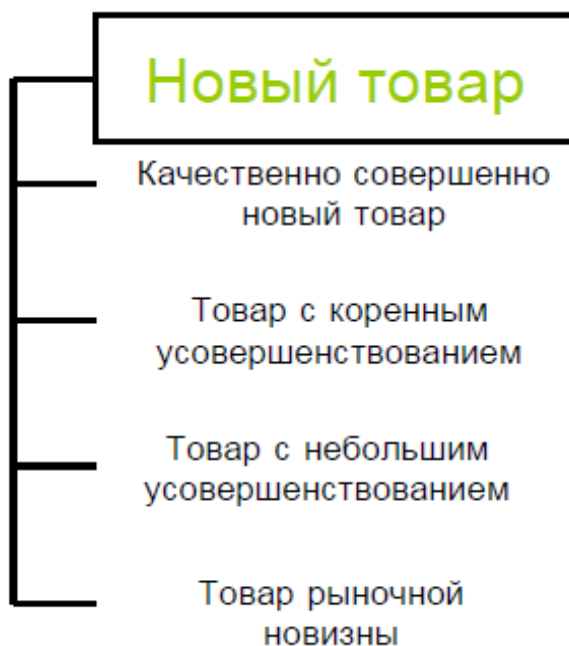 Новый товар
Качественно совершенно
новый товар
Товар с коренным
усовершенствованием
Товар с небольшим
усовершенствованием
Товар рыночной
новизны